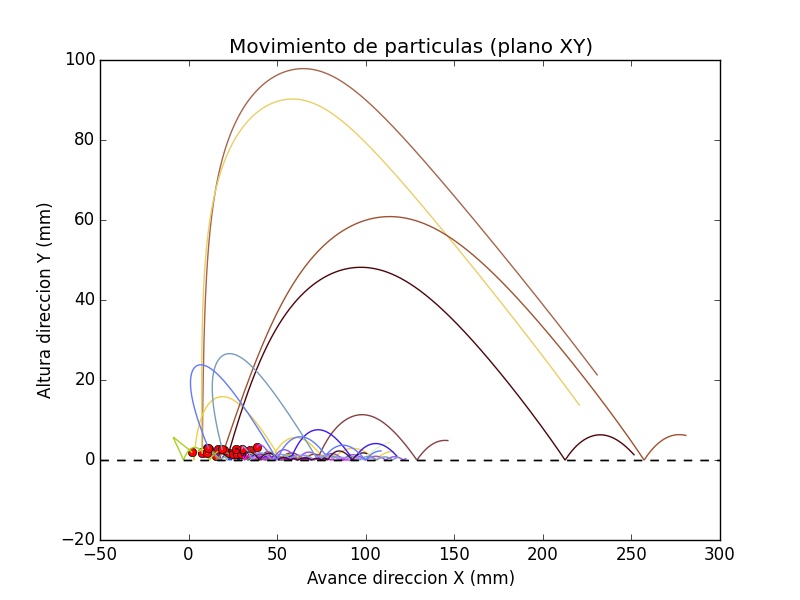 Movimiento de particulas (plano XY)
100
80
60
40
20
0
−20
Altura direccion Y (mm)
−50 0 50 100 150 200 250 300
Avance direccion X (mm)